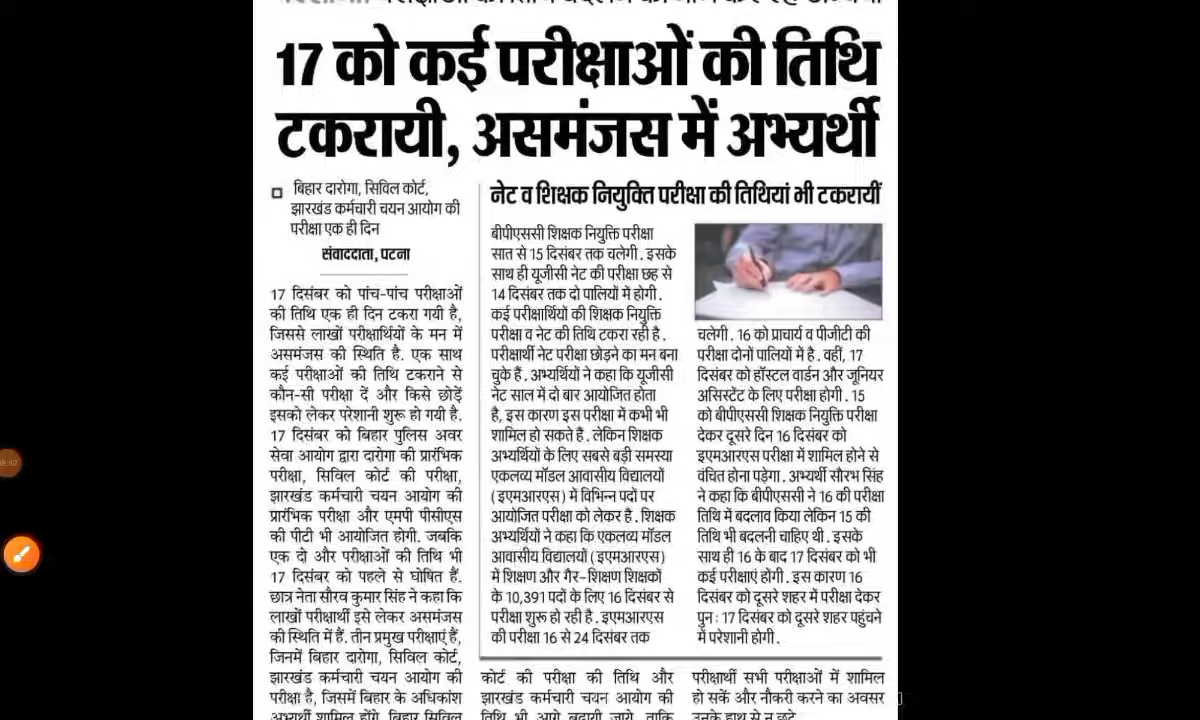 17 को कई परीक्षाओं की तिथि
टकरायी, असमंजस में अभ्यर्थी
बिहार दारोगा, सिविल कोर्ट,
झारखंड कर्मचारी चयन आयोग की
परीक्षा एक ही दिन
संवाददाता, पटना
17 दिसंबर को पांच-पांच परीक्षाओं
की तिथि एक ही दिन टकरा गयी है,
जिससे लाखों परीक्षार्थियों के मन में
असमंजस की स्थिति है. एक साथ
कई परीक्षाओं की तिथि टकराने से
कौन-सी परीक्षा दें और किसे छोड़ें
इसको लेकर परेशानी शुरू हो गयी है.
17 दिसंबर को बिहार पुलिस अवर
सेवा आयोग द्वारा दारोगा की प्रारंभिक
परीक्षा, सिविल कोर्ट की परीक्षा,
झारखंड कर्मचारी चयन आयोग की
प्रारंभिक परीक्षा और एमपी पीसीएस
की पीटी भी आयोजित होगी. जबकि
एक दो और परीक्षाओं की तिथि भी
17 दिसंबर को पहले से घोषित हैं.
छात्र नेता सौरव कुमार सिंह ने कहा कि
लाखों परीक्षार्थी इसे लेकर असमंजस
की स्थिति में हैं. तीन प्रमुख परीक्षाएं हैं,
जिनमें बिहार दारोगा, सिविल कोर्ट,
झारखंड कर्मचारी चयन आयोग की
परीक्षा है, जिसमें बिहार के अधिकांश
अभ्यर्थी शामिल होंगे. बिहार सिविल
नेट व शिक्षक नियुक्ति परीक्षा की तिथियां भी टकरायीं
बीपीएससी शिक्षक नियुक्ति परीक्षा
सात से 15 दिसंबर तक चलेगी. इसके
साथ ही यूजीसी नेट की परीक्षा छह से
14 दिसंबर तक दो पालियों में होगी.
कई परीक्षार्थियों की शिक्षक नियुक्ति
परीक्षा व नेट की तिथि टकरा रही है.
परीक्षार्थी नेट परीक्षा छोड़ने का मन बना
चुके हैं. अभ्यर्थियों ने कहा कि यूजीसी
नेट साल में दो बार आयोजित होता
है, इस कारण इस परीक्षा में कभी भी
शामिल हो सकते हैं. लेकिन शिक्षक
अभ्यर्थियों के लिए सबसे बड़ी समस्या
एकलव्य मॉडल आवासीय विद्यालयों
(इएमआरएस) में विभिन्न पदों पर
आयोजित परीक्षा को लेकर है. शिक्षक
अभ्यर्थियों ने कहा कि एकलव्य मॉडल
आवासीय विद्यालयों (इएमआरएस)
में शिक्षण और गैर-शिक्षण शिक्षकों
के 10,391 पदों के लिए 16 दिसंबर से
परीक्षा शुरू हो रही है. इएमआरएस
की परीक्षा 16 से 24 दिसंबर तक
चलेगी. 16 को प्राचार्य व पीजीटी की
परीक्षा दोनों पालियों में है. वहीं, 17
दिसंबर को हॉस्टल वार्डन और जूनियर
असिस्टेंट के लिए परीक्षा होगी. 15
को बीपीएससी शिक्षक नियुक्ति परीक्षा
देकर दूसरे दिन 16 दिसंबर को
इएमआरएस परीक्षा में शामिल होने से
वंचित होना पड़ेगा. अभ्यर्थी सौरभ सिंह
ने कहा कि बीपीएससी ने 16 की परीक्षा
तिथि में बदलाव किया लेकिन 15 की
तिथि भी बदलनी चाहिए थी. इसके
साथ ही 16 के बाद 17 दिसंबर को भी
कई परीक्षाएं होंगी. इस कारण 16
दिसंबर को दूसरे शहर में परीक्षा देकर
पुन: 17 दिसंबर को दूसरे शहर पहुंचने
में परेशानी होगी.
कोर्ट की परीक्षा की तिथि और
झारखंड कर्मचारी चयन आयोग की
तिथि भी आगे बढ़ायी जाये, ताकि
परीक्षार्थी सभी परीक्षाओं में शामिल
हो सकें और नौकरी करने का अवसर
उनके हाथ से न छूटे